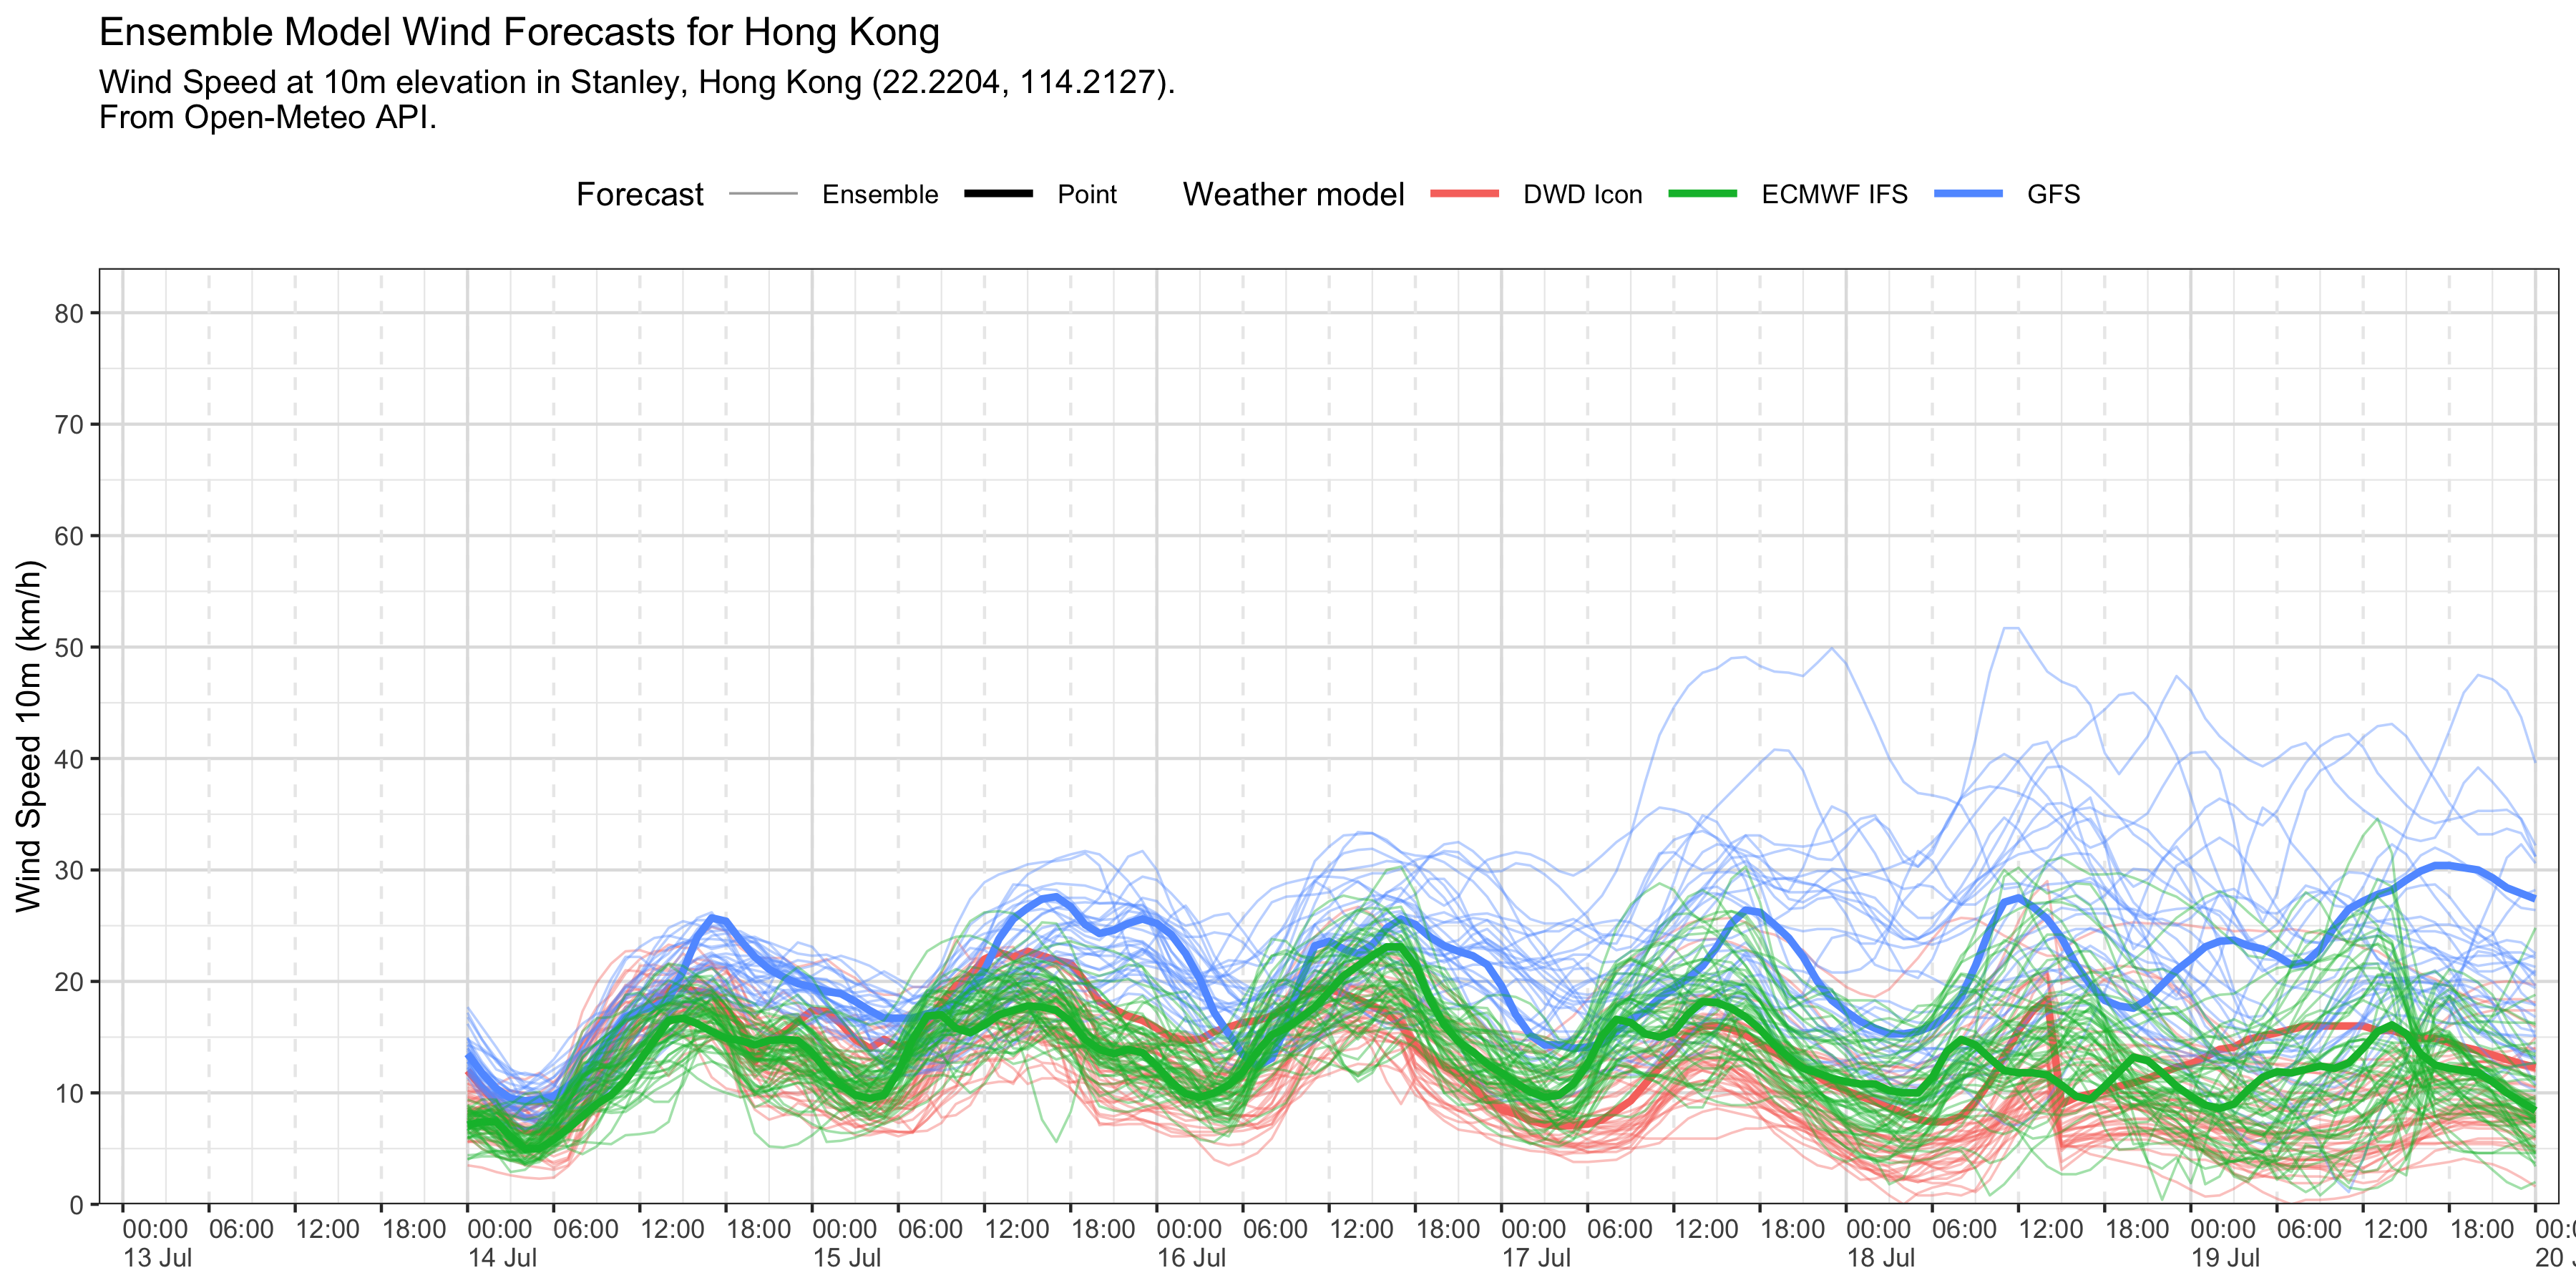 Ensemble Model Wind Forecasts for Hong Kong
Wind Speed at 10m elevation in Stanley, Hong Kong (22.2204, 114.2127).
From Open-Meteo API.
Forecast Ensemble Point Weather model DWD Icon ECMWF IFS GFS
Wind Speed 10m (km/h)
80
70
60
50
40
30
20
10
0
00:00 06:00 12:00 18:00 00:00 06:00 12:00 18:00 00:00 06:00 12:00 18:00 00:00 06:00 12:00 18:00 00:00 06:00 12:00 18:00 00:00 06:00 12:00 18:00 00:00 06:00 12:00 18:00 00:0
13 Jul 14 Jul 15 Jul 16 Jul 17 Jul 18 Jul 19 Jul 20